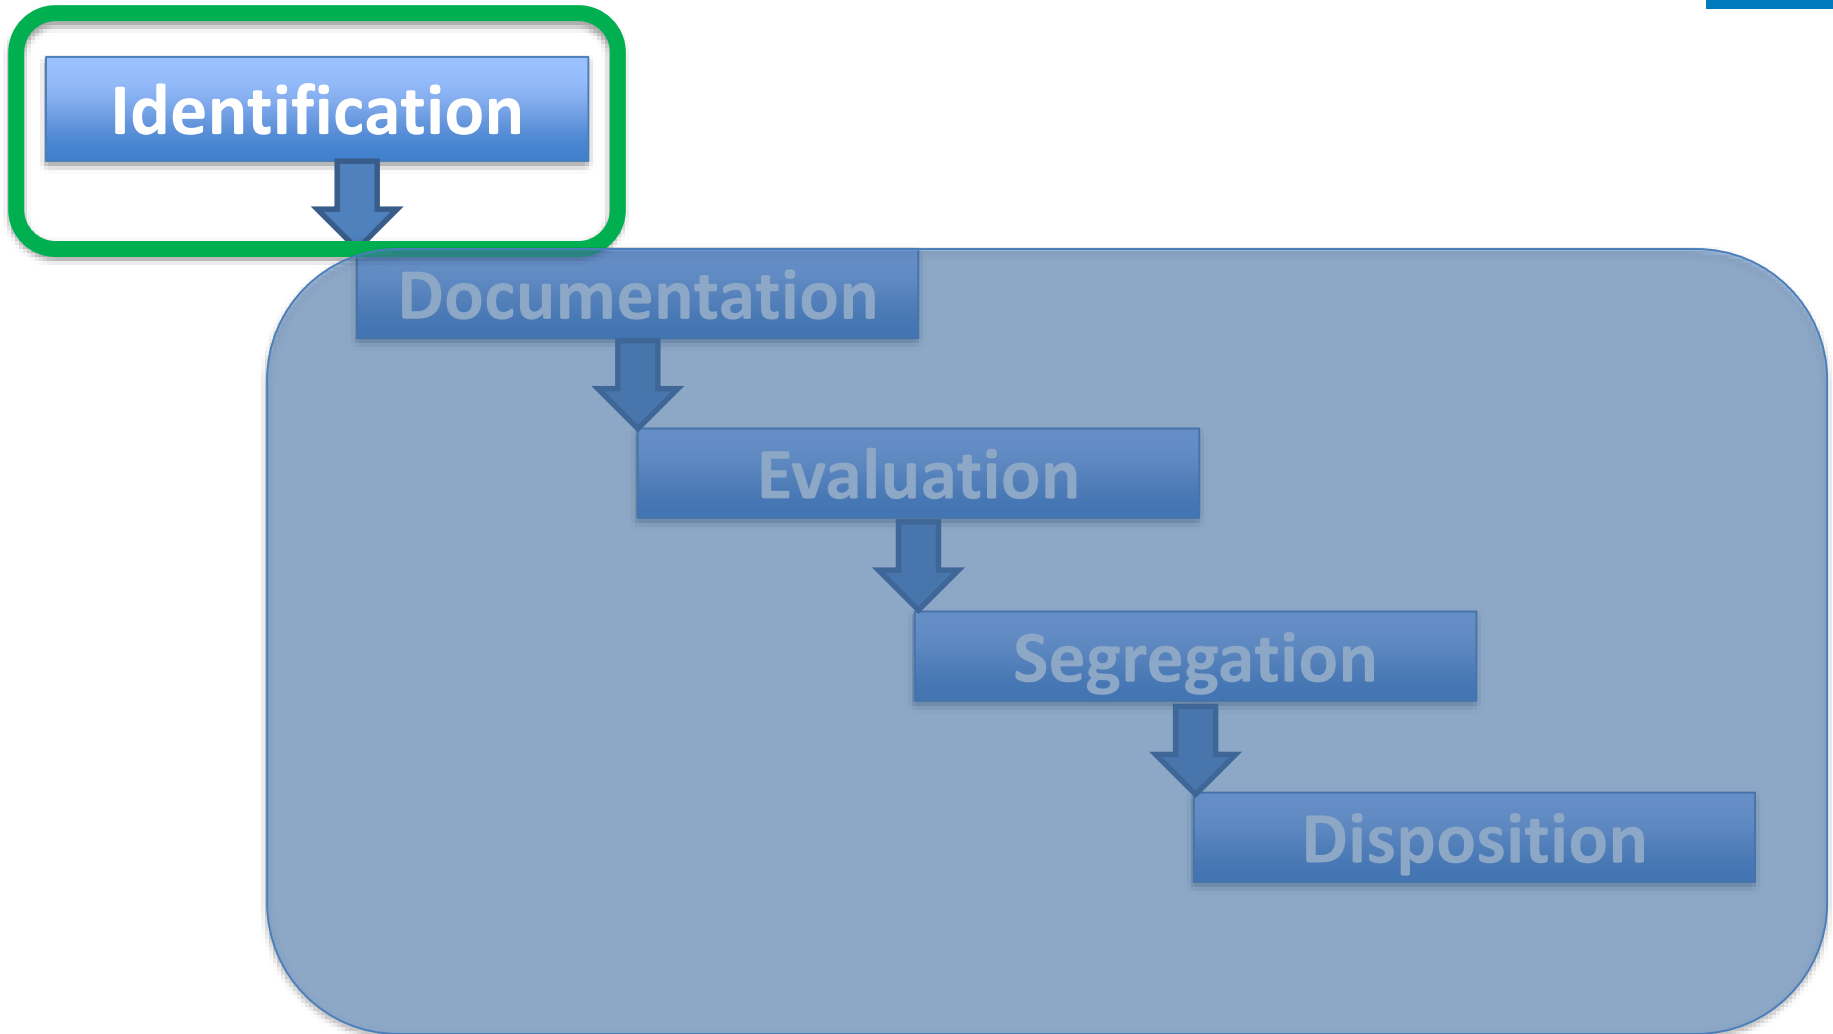 Identification
Documentation
Evaluation
Segregation
Disposition